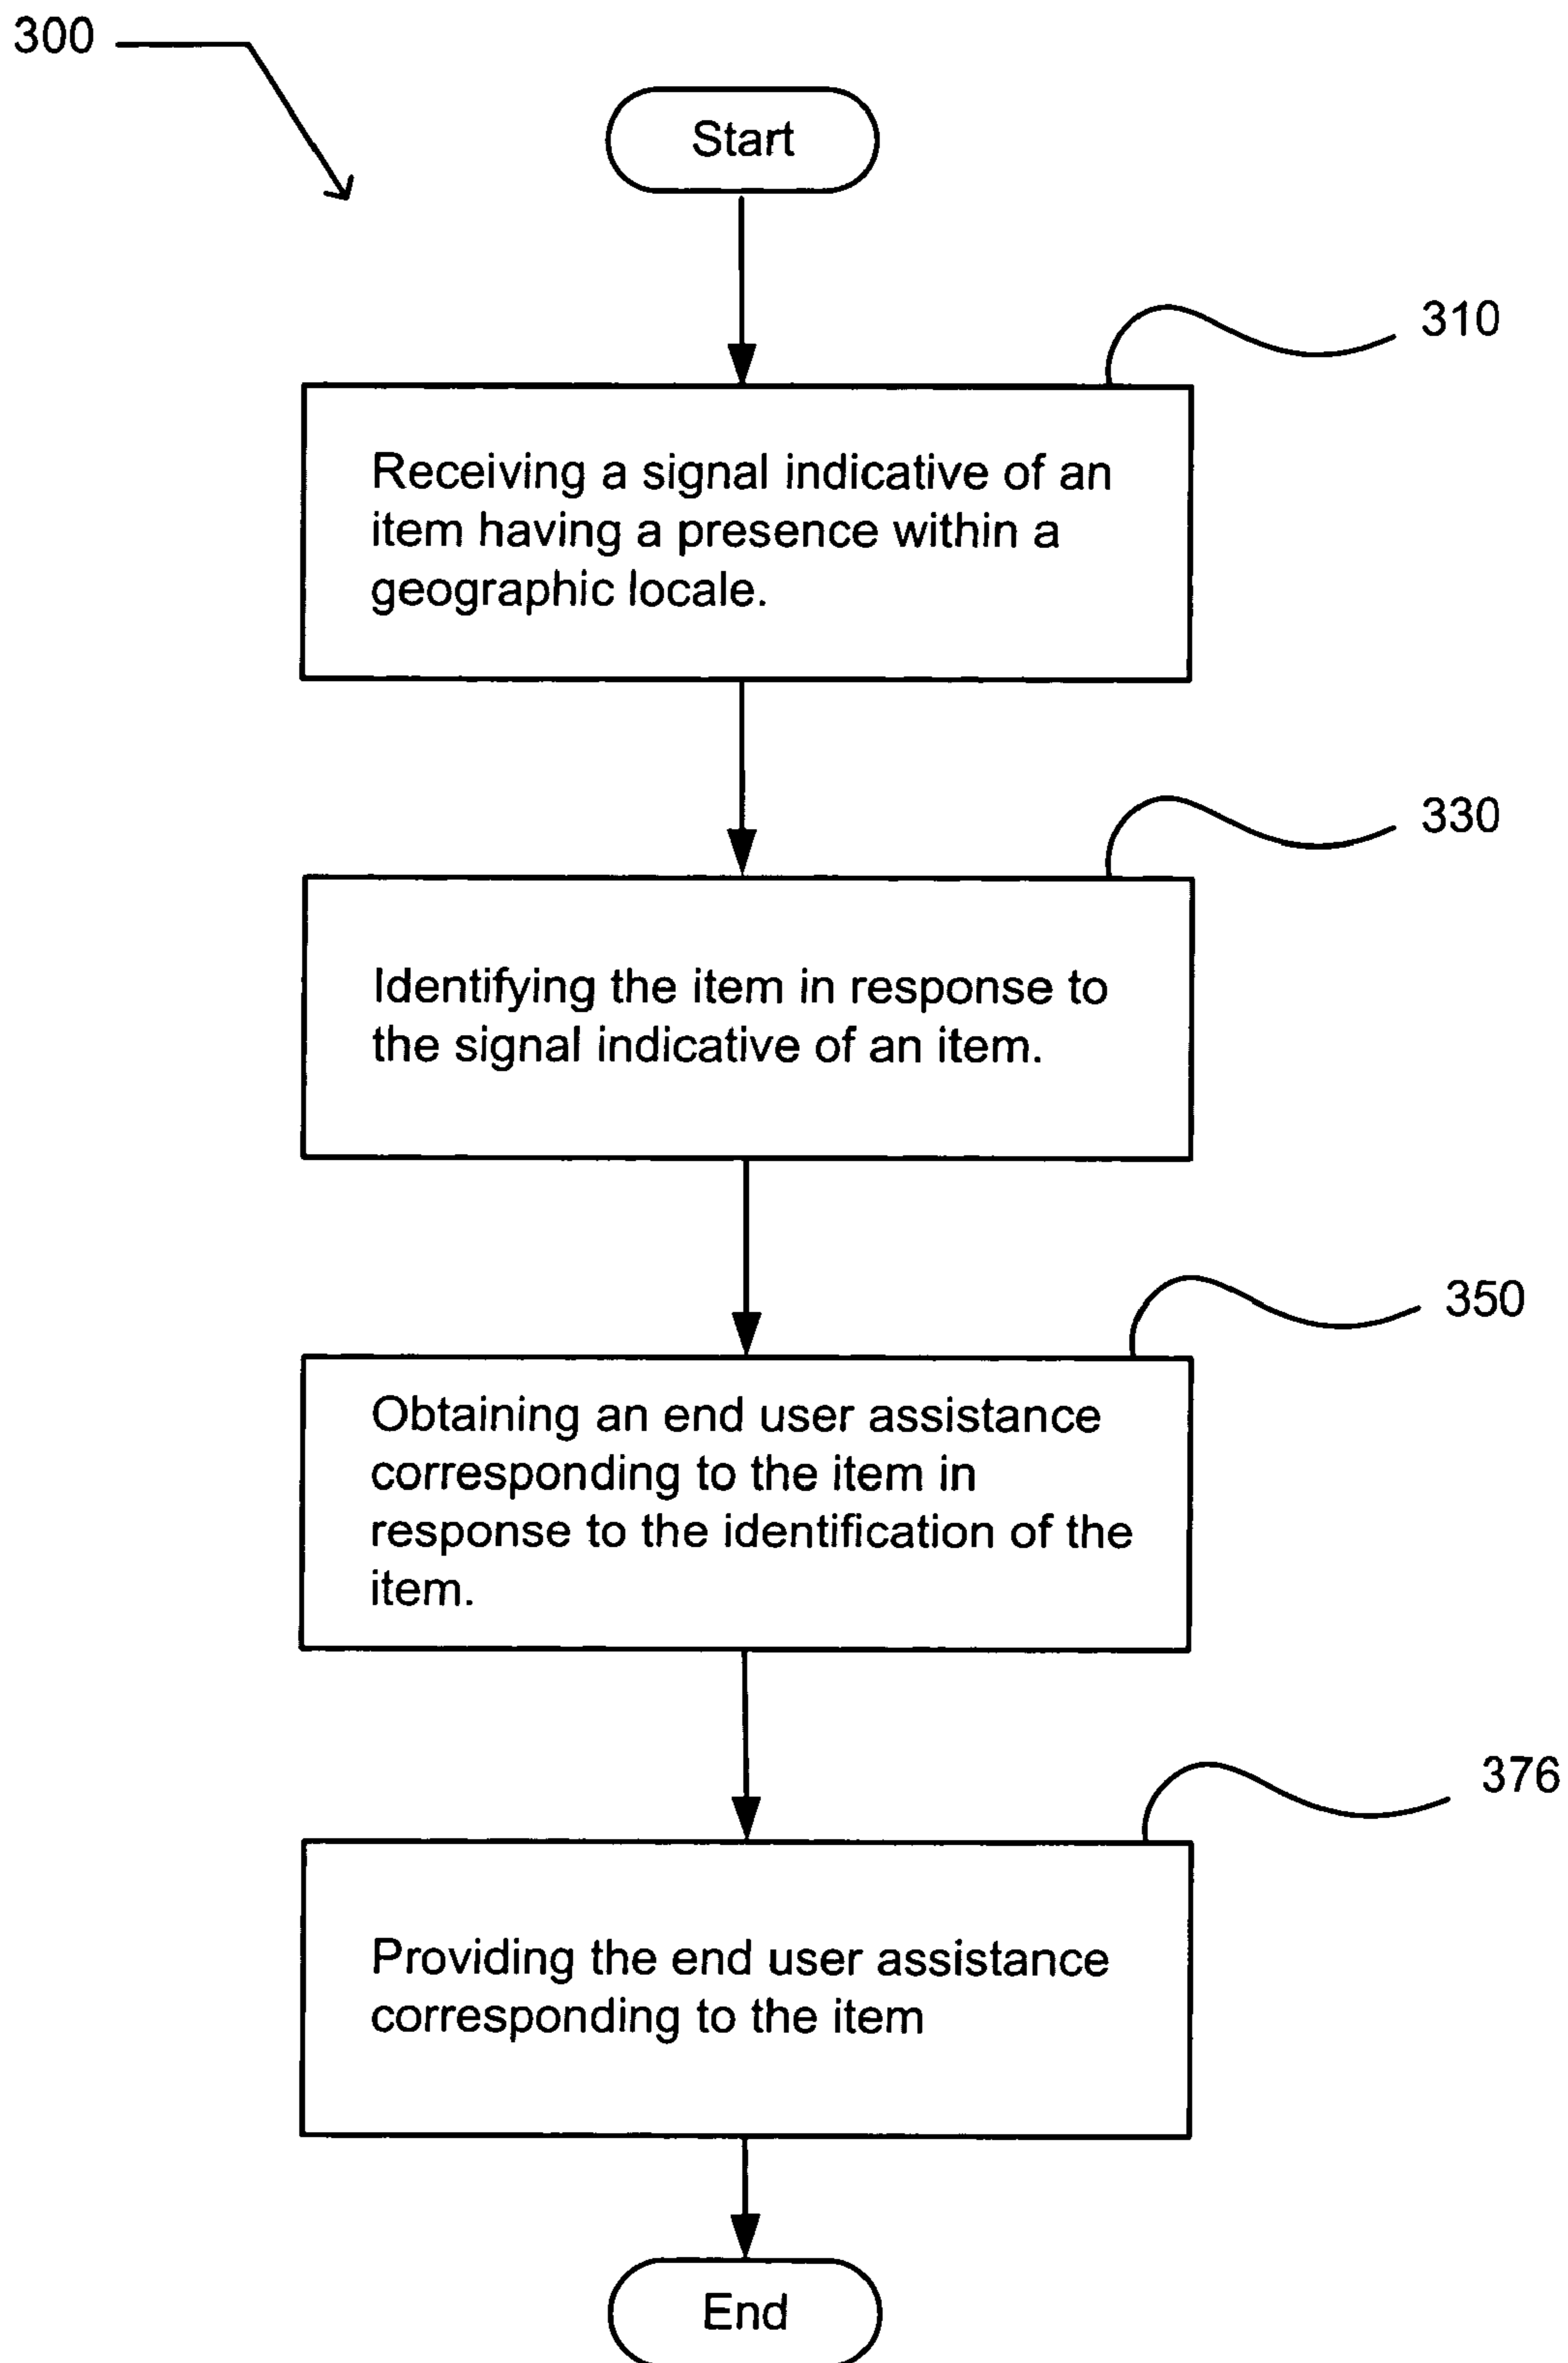 300
Start
310
Receiving a signal indicative of an
item having a presence within a
geographic locale.
330
Identifying the item in response to
the signal indicative of an item.
350
Obtaining an end user assistance
corresponding to the item in
response to the identification of the
item.
376
Providing the end user assistance
corresponding to the item
End